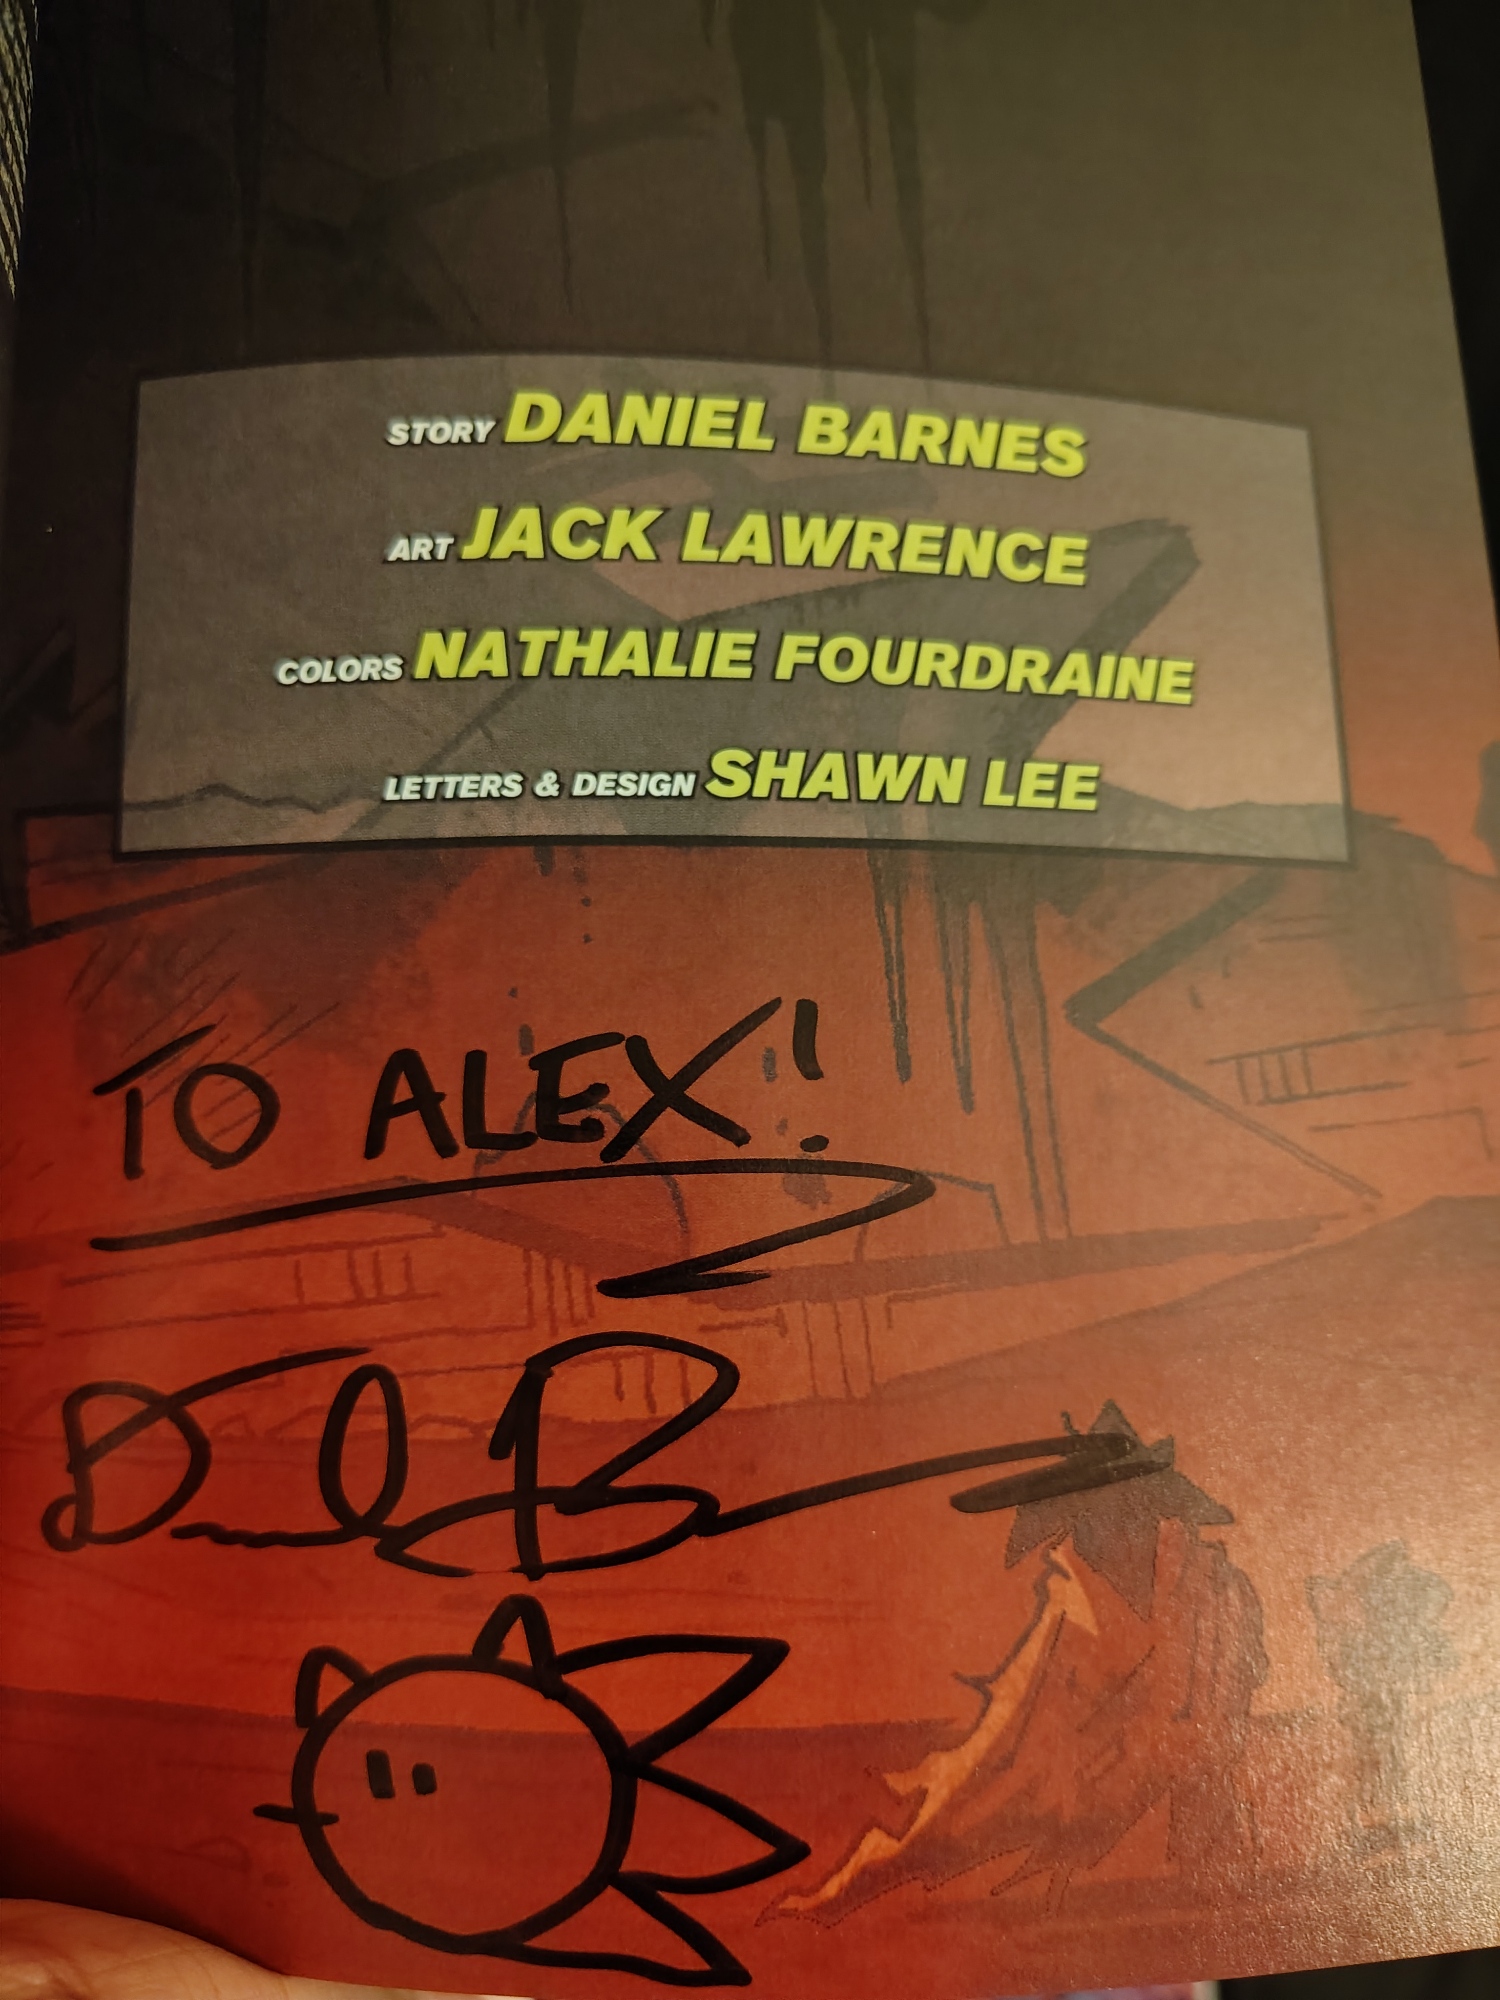 STORY DANIEL BARNES
ART JACK LAWRENCE
COLORS NATHALIE FOURDRAINE
LETTERS & DESIGN SHAWN LEE
TO ALEX!